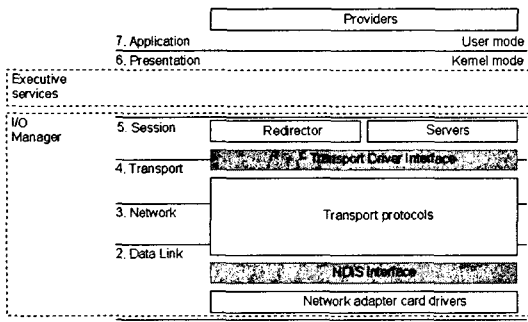 Providers
7. Application User mode
6. Presentation Kernel mode
Executive
services
I/O
Manager
5. Session Redirector Servers
Transport Driver Interface
4. Transport
3. Network Transport protocols
2. Data Link
NDIS Interface
Network adapter card drivers